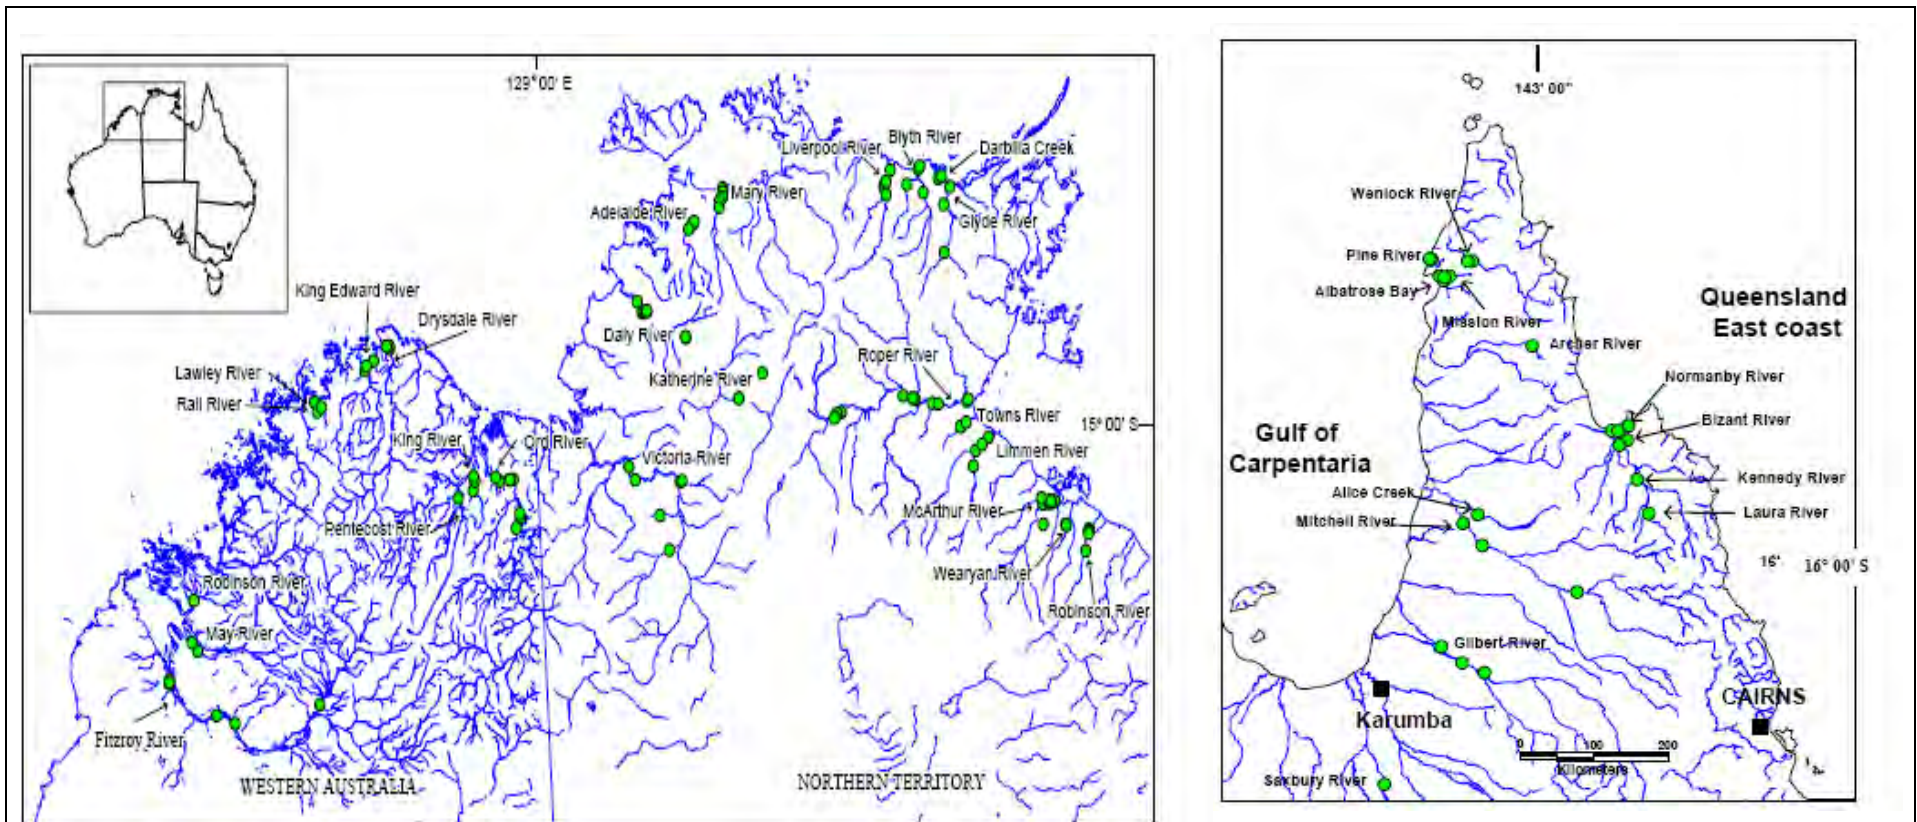 129°00' E
Blyth River
Liverpool River
Darbilla Creek
Mary River
Adelaide River
Glyde River
King Edward River
Drysdale River
Daly River
Roper River
Lawley River
Katherine River
Rail River
Towns River
15° 00' S
King River
Ord River
Limmen River
Victoria River
McArthur River
Pentecost River
Wearyan River
Robinson River
Robinson River
May River
Fitzroy River
WESTERN AUSTRALIA
NORTHERN TERRITORY
143° 00"
Wenlock River
Pine River
Albatrose Bay
Queensland
East coast
Mission River
Archer River
Normanby River
Bizant River
Gulf of
Carpentaria
Kennedy River
Alice Creek
Mitchell River
Laura River
16°
16° 00' S
Gilbert River
CAIRNS
Karumba
0 100 200
Kilometers
Saxbury River